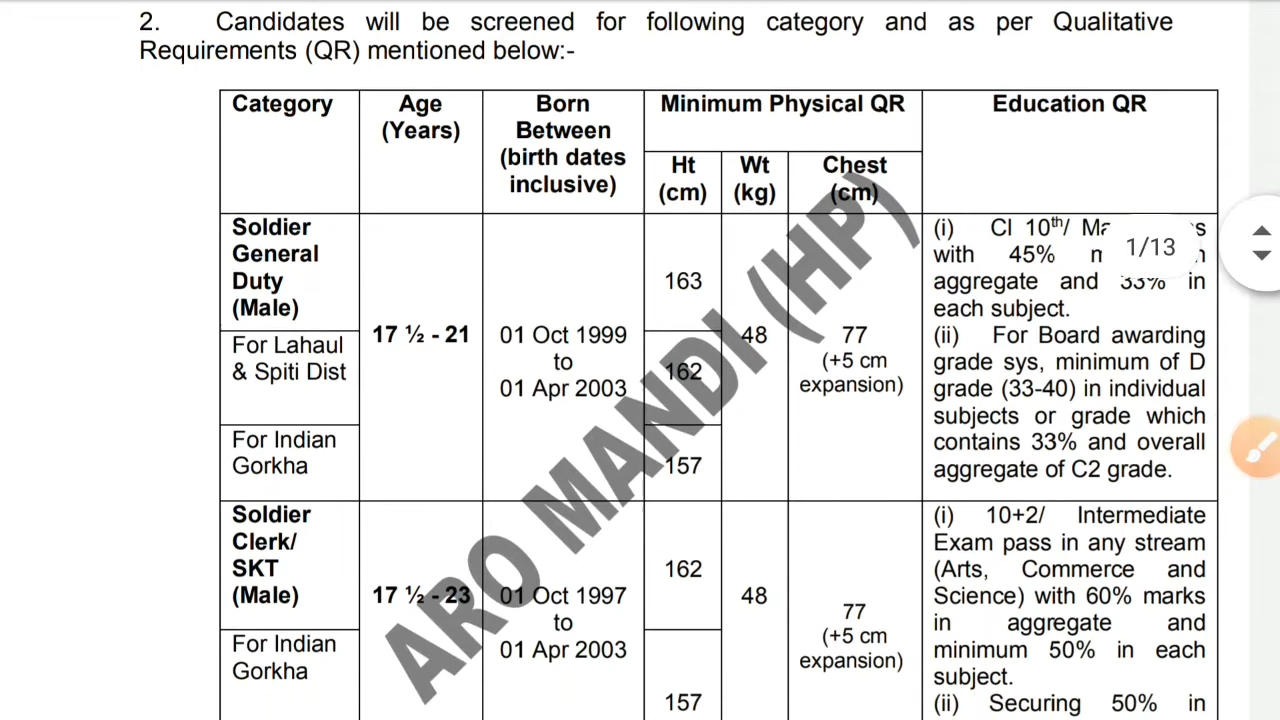 2. Candidates will be screened for following category and as per Qualitative
Requirements (QR) mentioned below:-
Category
Age
(Years)
Born
Between
(birth dates
inclusive)
Minimum Physical QR
Ht
(cm)
Wt
(kg)
Chest
(cm)
Education QR
Soldier
General
Duty
(Male)
For Lahaul
& Spiti Dist
For Indian
Gorkha
17 ½ - 21
01 Oct 1999
to
01 Apr 2003
163
162
157
48
77
(+5 cm
expansion)
(i) Cl 10th/
with 45%
aggregate and 33% in
each subject.
(ii) For Board awarding
grade sys, minimum of D
grade (33-40) in individual
subjects or grade which
contains 33% and overall
aggregate of C2 grade.
1/13
Soldier
Clerk/
SKT
(Male)
For Indian
Gorkha
17 ½ - 23
01 Oct 1997
to
01 Apr 2003
162
157
48
77
(+5 cm
expansion)
(i) 10+2/ Intermediate
Exam pass in any stream
(Arts, Commerce and
Science) with 60% marks
in aggregate and
minimum 50% in each
subject.
(ii) Securing 50% in
ARO MANDI (HP)